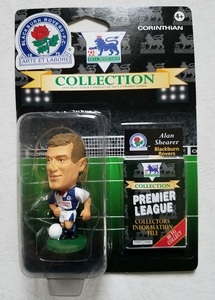 BLACKBURN ROVERS F.C.
ARTE ET LABORE
4+
CORINTHIAN
COLLECTION
Alan
Shearer
Blackburn
Rovers
COLLECTION
PREMIER
LEAGUE
COLLECTORS
INFORMATION
FILE